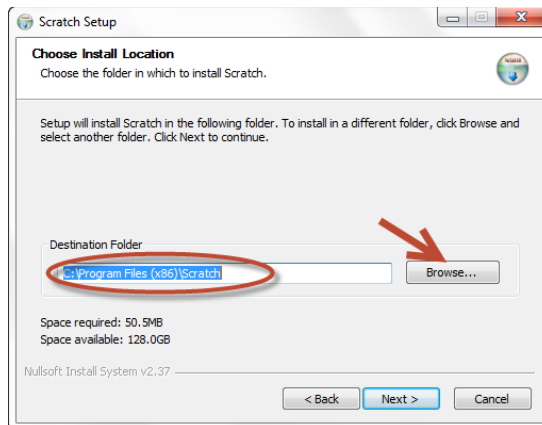 Scratch Setup
Choose Install Location
Choose the folder in which to install Scratch.
Setup will install Scratch in the following folder. To install in a different folder, click Browse and
select another folder. Click Next to continue.
Destination Folder
C:\Program Files (x86)\Scratch
Browse...
Space required: 50.5MB
Space available: 128.0GB
Nullsoft Install System v2.37
< Back
Next >
Cancel